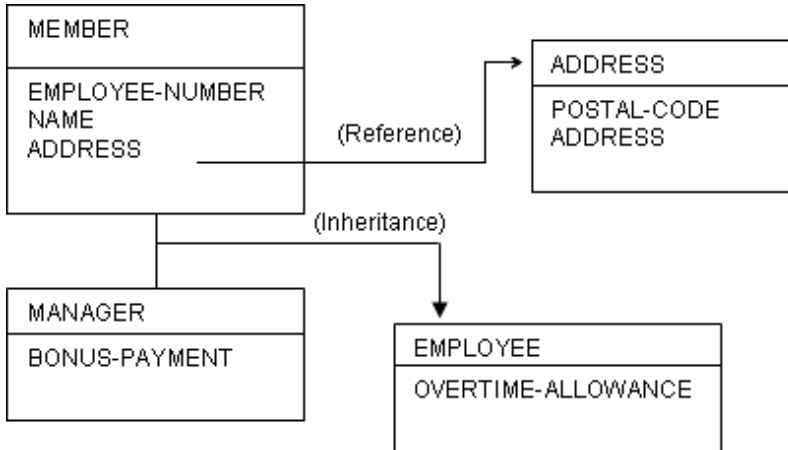 MEMBER
EMPLOYEE-NUMBER
NAME
ADDRESS
(Reference)
ADDRESS
POSTAL-CODE
ADDRESS
(Inheritance)
MANAGER
BONUS-PAYMENT
EMPLOYEE
OVERTIME-ALLOWANCE